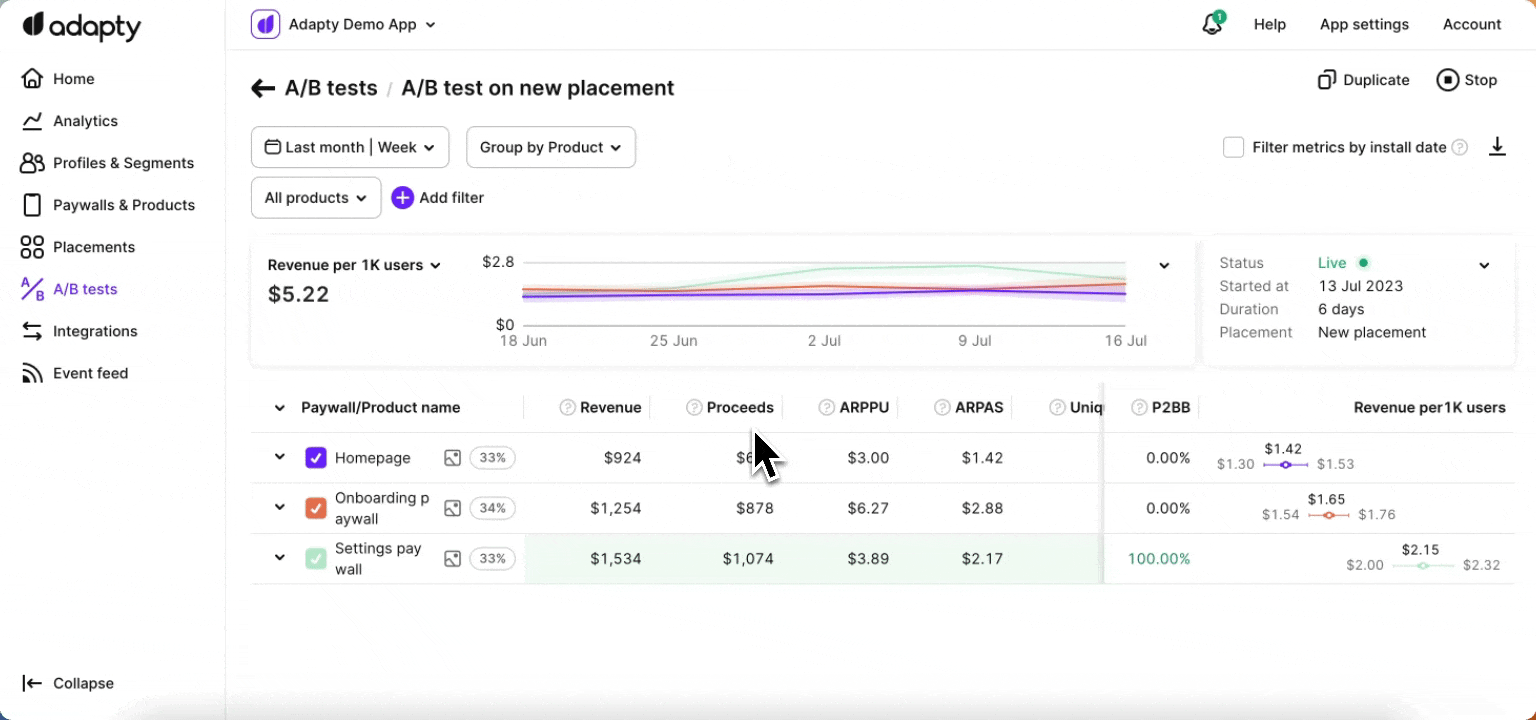 adapty
Adapty Demo App
1
Help
App settings
Account
Home
Analytics
Profiles & Segments
Paywalls & Products
Placements
A/B tests
Integrations
Event feed
Collapse
A/B tests / A/B test on new placement
Duplicate
Stop
Last month | Week
Group by Product
Filter metrics by install date ?
All products
Add filter
Revenue per 1K users
$5.22
$2.8
$0
18 Jun 25 Jun 2 Jul 9 Jul 16 Jul
Status Live
Started at 13 Jul 2023
Duration 6 days
Placement New placement
Paywall/Product name ? Revenue ? Proceeds ? ARPPU ? ARPAS ? Uniq ? P2BB Revenue per 1K users
Homepage 33% $924 $3.00 $1.42 0.00% $1.30 $1.42 $1.53
Onboarding p
aywall
34% $1,254 $878 $6.27 $2.88 0.00% $1.54 $1.65 $1.76
Settings pay
wall
33% $1,534 $1,074 $3.89 $2.17 100.00% $2.00 $2.15 $2.32